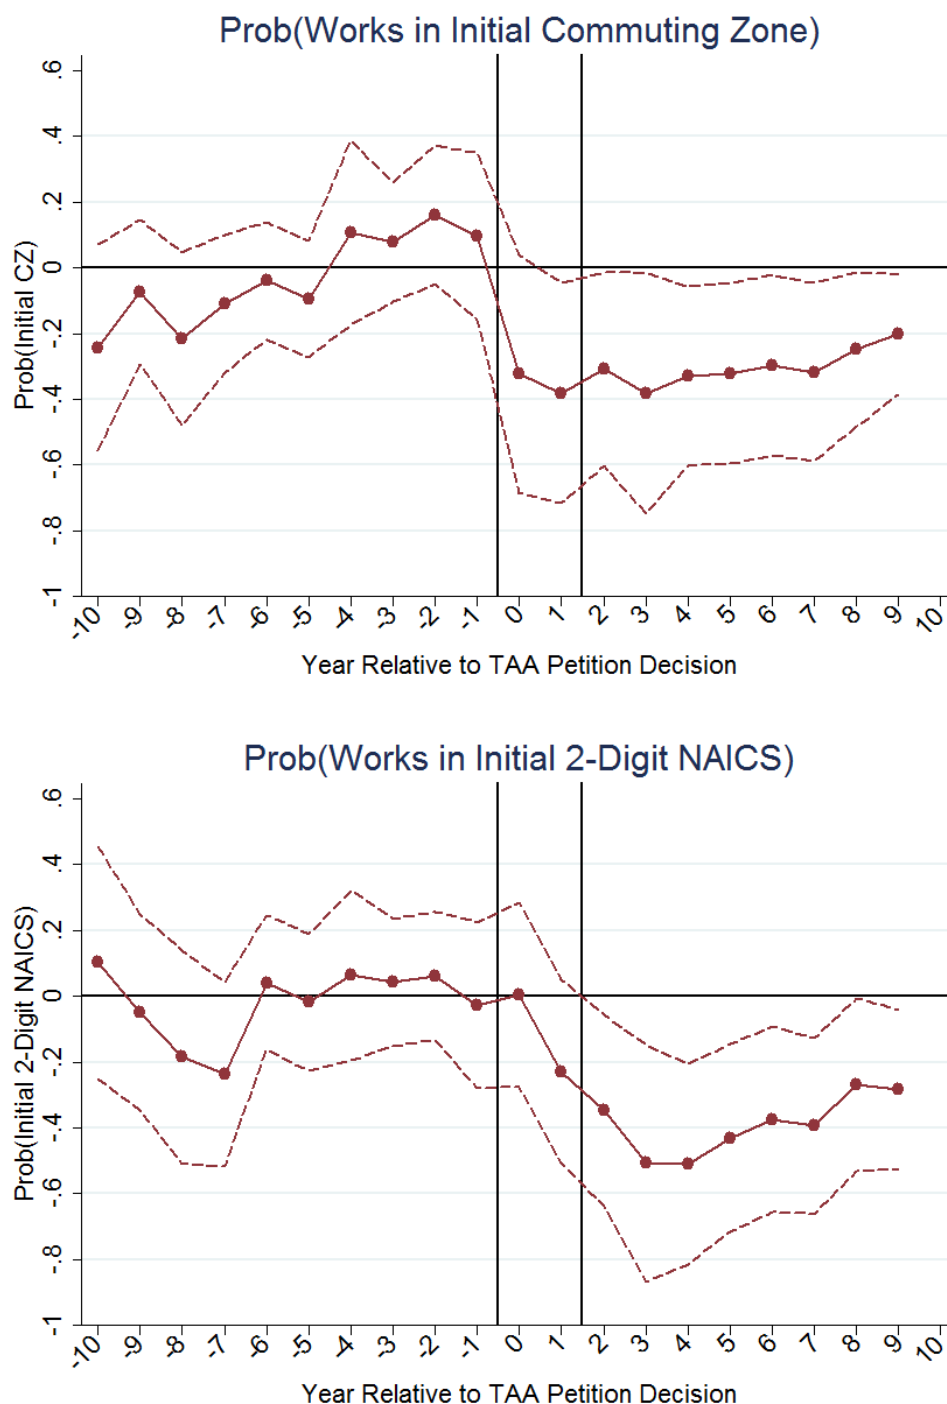 Prob(Works in Initial Commuting Zone)
Prob(Initial CZ)
.6
.4
.2
0
-.2
-.4
-.6
-.8
-1
-10 -9 -8 -7 -6 -5 -4 -3 -2 -1 0 1 2 3 4 5 6 7 8 9 10
Year Relative to TAA Petition Decision
Prob(Works in Initial 2-Digit NAICS)
Prob(Initial 2-Digit NAICS)
.6
.4
.2
0
-.2
-.4
-.6
-.8
-1
-10 -9 -8 -7 -6 -5 -4 -3 -2 -1 0 1 2 3 4 5 6 7 8 9 10
Year Relative to TAA Petition Decision